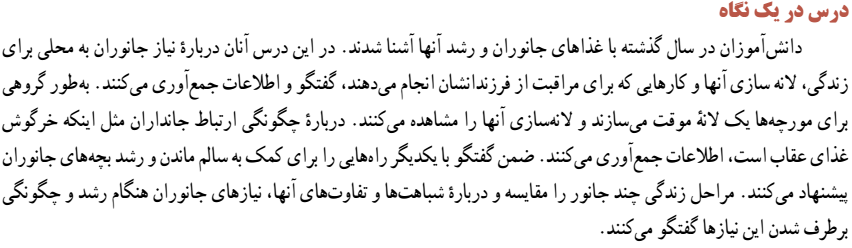 درس در یک نگاه
دانش‌آموزان در سال گذشته با غذاهای جانوران و رشد آنها آشنا شدند. در این درس آنان دربارهٔ نیاز جانوران به محلی برای
زندگی، لانه سازی آنها و کارهایی که برای مراقبت از فرزندانشان انجام می‌دهند، گفتگو و اطلاعات جمع‌آوری می‌کنند. به‌طور گروهی
برای مورچه‌ها یک لانهٔ موقت می‌سازند و لانه‌سازی آنها را مشاهده می‌کنند. دربارهٔ چگونگی ارتباط جانداران مثل اینکه خرگوش
غذای عقاب است، اطلاعات جمع‌آوری می‌کنند. ضمن گفتگو با یکدیگر راه‌هایی را برای کمک به سالم ماندن و رشد بچه‌های جانوران
پیشنهاد می‌کنند. مراحل زندگی چند جانور را مقایسه و دربارهٔ شباهت‌ها و تفاوت‌های آنها، نیازهای جانوران هنگام رشد و چگونگی
برطرف شدن این نیازها گفتگو می‌کنند.